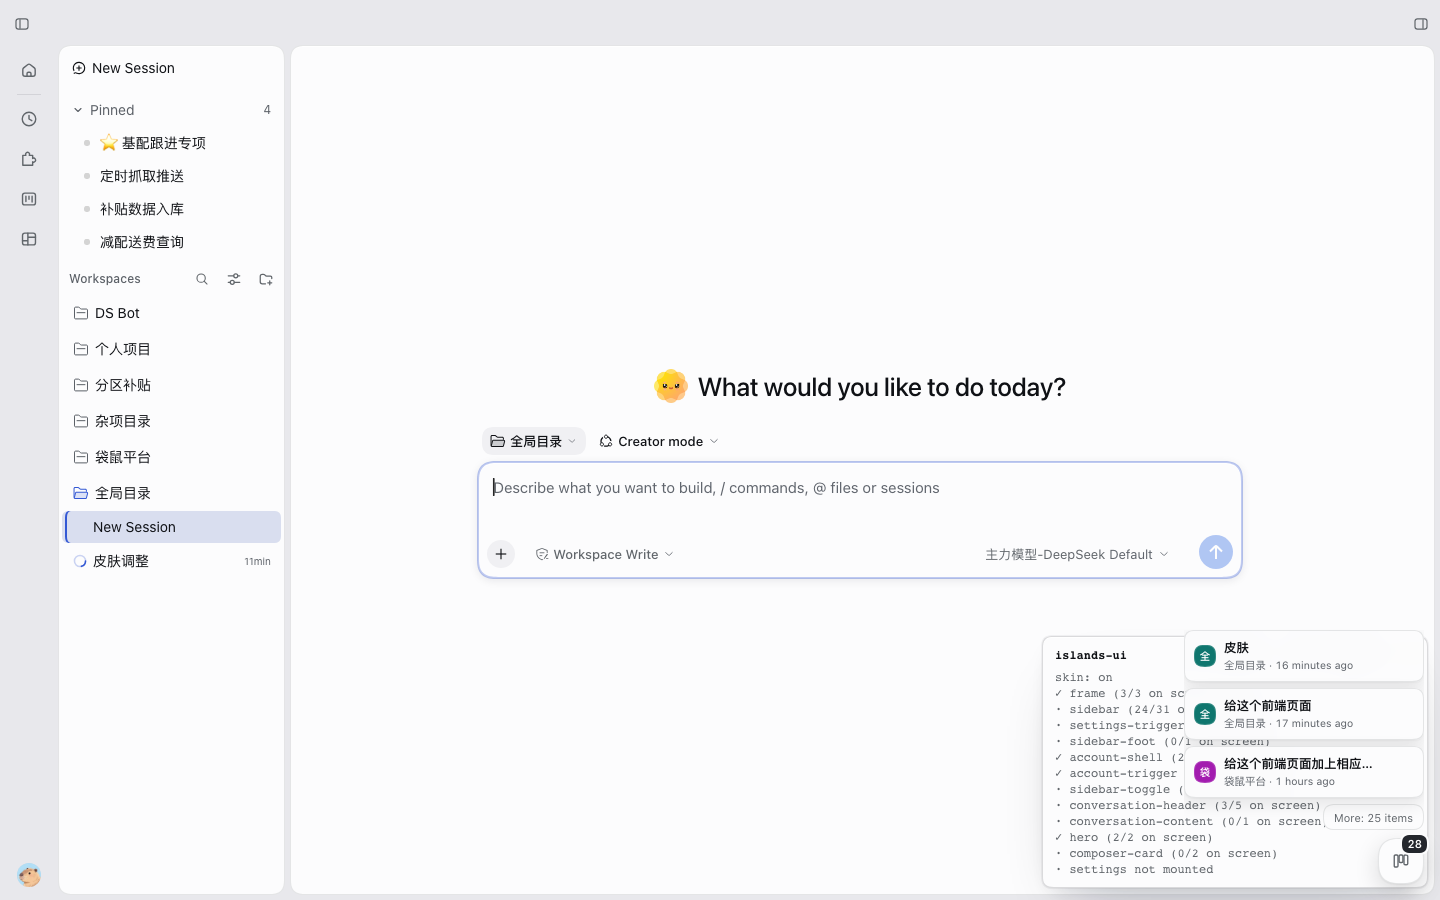 New Session
Pinned 4
⭐ 基配跟进专项
定时抓取推送
补贴数据入库
减配送费查询
Workspaces
DS Bot
个人项目
分区补贴
杂项目录
袋鼠平台
全局目录
New Session
皮肤调整 11min
What would you like to do today?
全局目录 Creator mode
Describe what you want to build, / commands, @ files or sessions
Workspace Write 主力模型-DeepSeek Default
islands-ui
skin: on
✓ frame (3/3 on sc
· sidebar (24/31 o
· settings-trigger
· sidebar-foot (0/1 on screen)
✓ account-shell (2
✓ account-trigger
· sidebar-toggle (
· conversation-header (3/5 on screen)
· conversation-content (0/1 on screen
✓ hero (2/2 on screen)
· composer-card (0/2 on screen)
· settings not mounted
全 皮肤
全局目录 · 16 minutes ago
全 给这个前端页面
全局目录 · 17 minutes ago
袋 给这个前端页面加上相应...
袋鼠平台 · 1 hours ago
More: 25 items
28